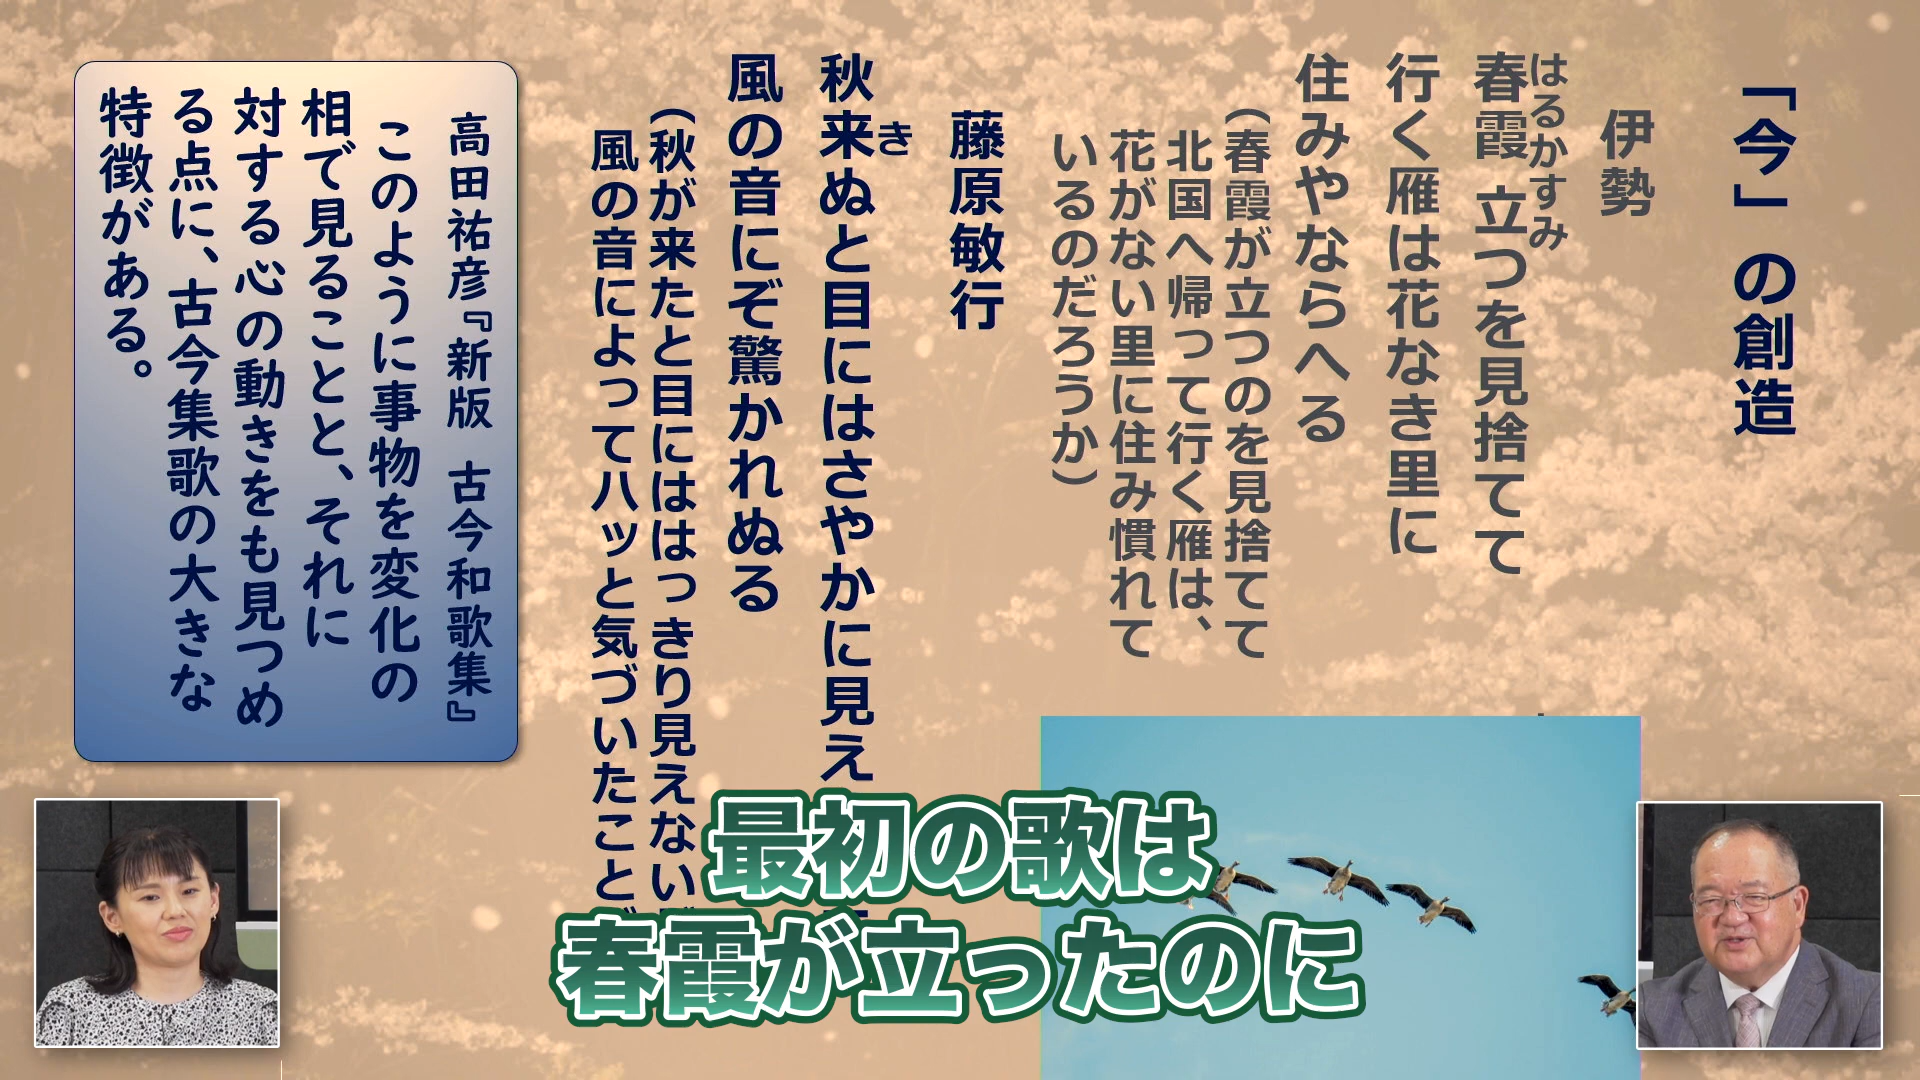 「今」の創造
伊勢
はるかすみ
春霞 立つを見捨てて
行く雁は花なき里に
住みやならへる
（春霞が立つのを見捨てて
北国へ帰って行く雁は、
花がない里に住み慣れて
いるのだろうか）
藤原敏行
き
秋来ぬと目にはさやかに見え
風の音にぞ驚かれぬる
（秋が来たと目にははっきり見えない
風の音によってハッと気づいたこと
高田祐彦『新版 古今和歌集』
このように事物を変化の
相で見ることと、それに
対する心の動きをも見つめ
る点に、古今集歌の大きな
特徴がある。
最初の歌は
春霞が立ったのに